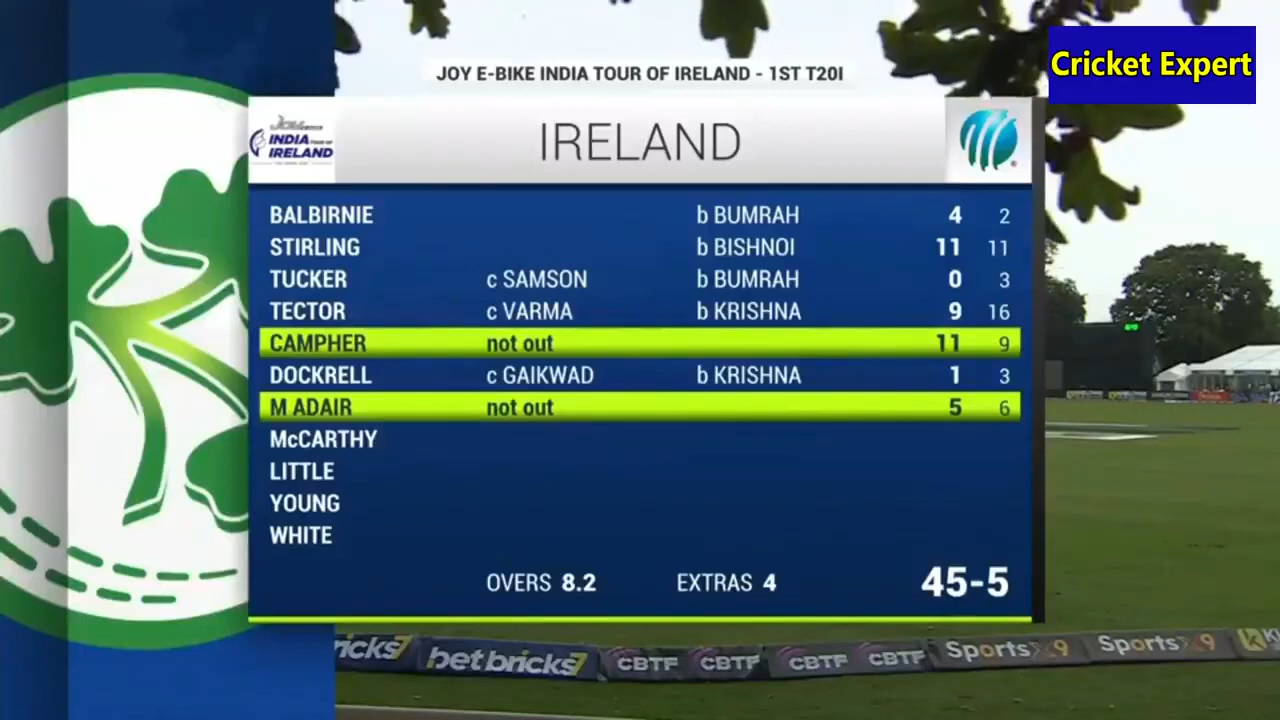 Cricket Expert
JOY E-BIKE INDIA TOUR OF IRELAND - 1ST T20I
INDIA TOUR OF
IRELAND
IRELAND
BALBIRNIE b BUMRAH 4 2
STIRLING b BISHNOI 11 11
TUCKER c SAMSON b BUMRAH 0 3
TECTOR c VARMA b KRISHNA 9 16
CAMPHER not out 11 9
DOCKRELL c GAIKWAD b KRISHNA 1 3
M ADAIR not out 5 6
McCARTHY
LITTLE
YOUNG
WHITE
OVERS 8.2 EXTRAS 4 45-5
betbricks7 CBTF CBTF CBTF CBTF SportsX9 SportsX9